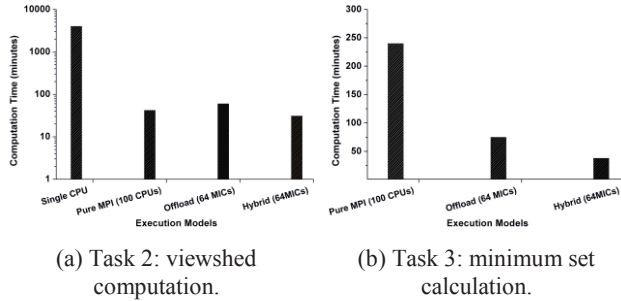 10000
1000
100
10
1
Computation Time (minutes)
Single CPU
Pure MPI (100 CPUs)
Offload (64 MICs)
Hybrid (64MICs)
Execution Models
(a) Task 2: viewshed
computation.
300
250
200
150
100
50
Computation Time (minutes)
Pure MPI (100 CPUs)
Offload (64 MICs)
Hybrid (64MICs)
Execution Models
(b) Task 3: minimum set
calculation.